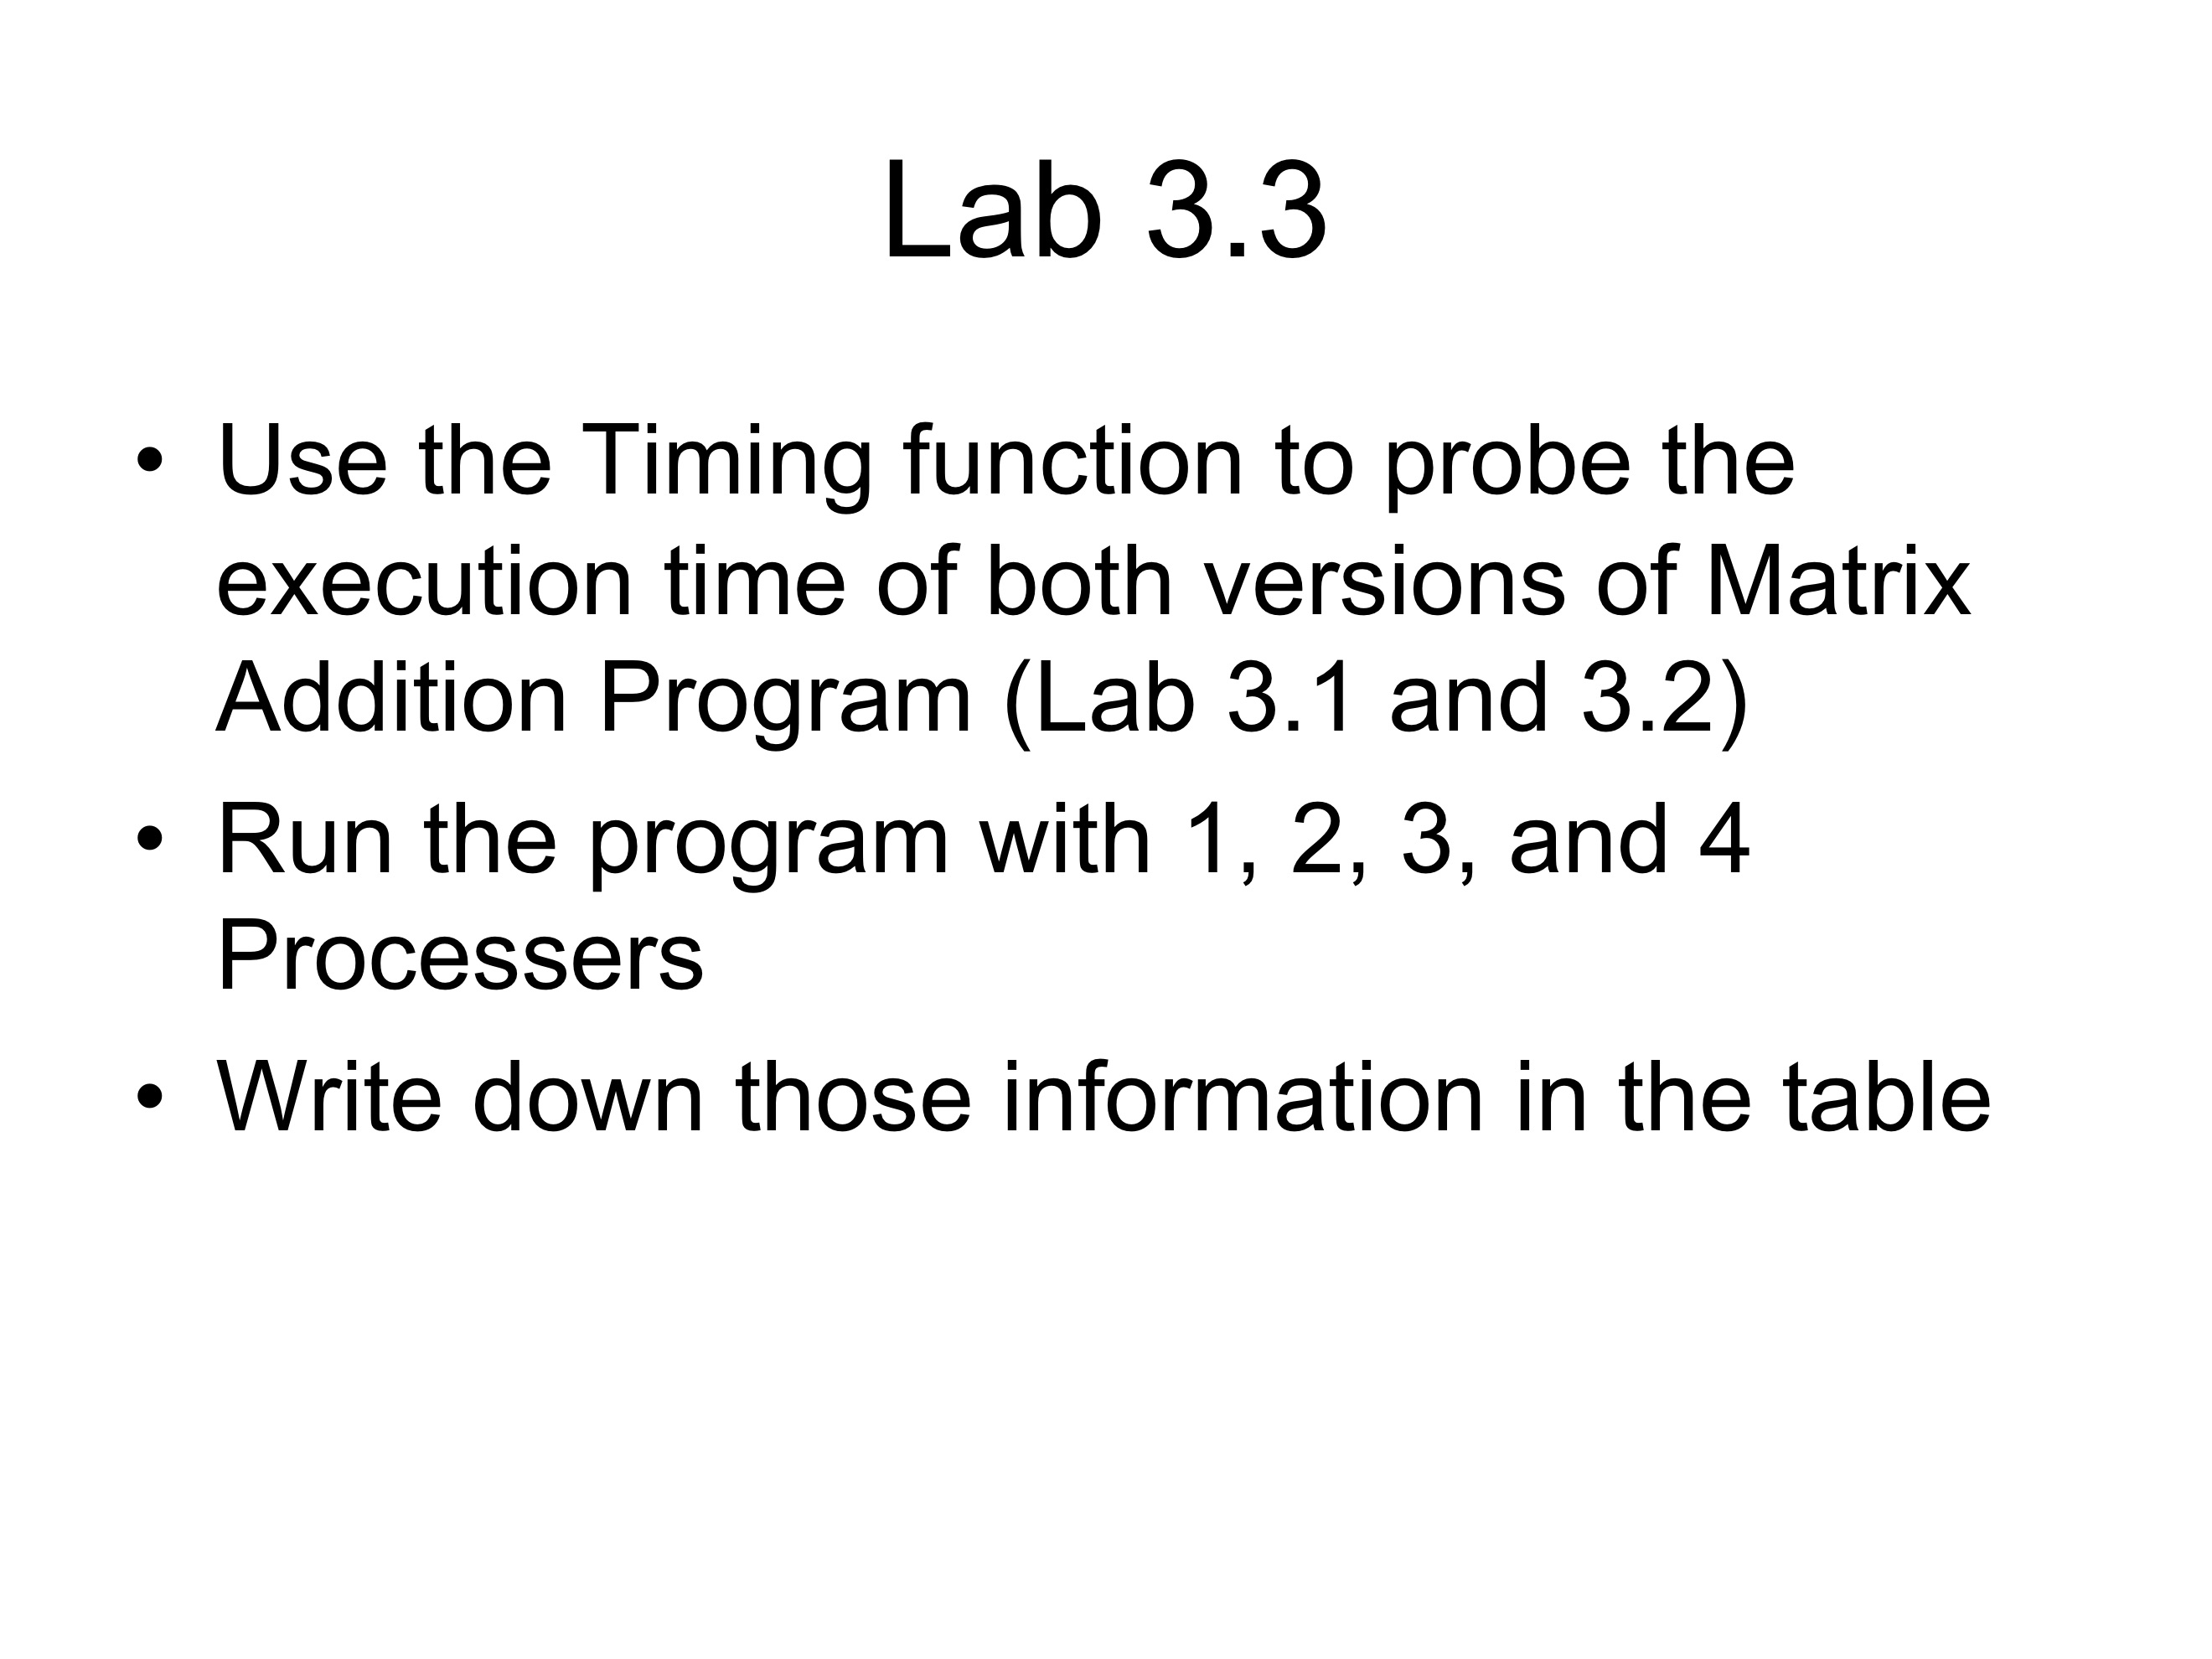 Lab 3.3
• Use the Timing function to probe the
execution time of both versions of Matrix
Addition Program (Lab 3.1 and 3.2)
• Run the program with 1, 2, 3, and 4
Processers
• Write down those information in the table